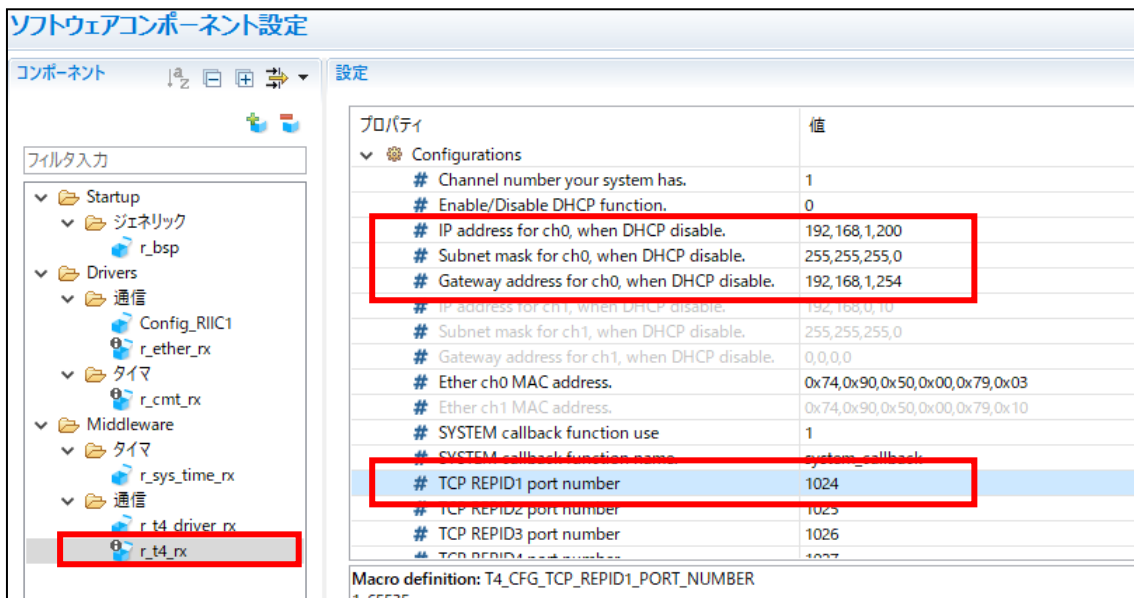 ソフトウェアコンポーネント設定
コンポーネント
設定
フィルタ入力
Startup
ジェネリック
r_bsp
Drivers
通信
Config_RIIC1
r_ether_rx
タイマ
r_cmt_rx
Middleware
タイマ
r_sys_time_rx
通信
r_t4_driver_rx
r_t4_rx
プロパティ 値
Configurations
# Channel number your system has. 1
# Enable/Disable DHCP function. 0
# IP address for ch0, when DHCP disable. 192,168,1,200
# Subnet mask for ch0, when DHCP disable. 255,255,255,0
# Gateway address for ch0, when DHCP disable. 192,168,1,254
# IP address for ch1, when DHCP disable. 192,168,0,10
# Subnet mask for ch1, when DHCP disable. 255,255,255,0
# Gateway address for ch1, when DHCP disable. 0,0,0,0
# Ether ch0 MAC address. 0x74,0x90,0x50,0x00,0x79,0x03
# Ether ch1 MAC address. 0x74,0x90,0x50,0x00,0x79,0x10
# SYSTEM callback function use 1
# SYSTEM callback function name. system_callback
# TCP REPID1 port number 1024
# TCP REPID2 port number 1025
# TCP REPID3 port number 1026
# TCP REPID4 port number 1027
Macro definition: T4_CFG_TCP_REPID1_PORT_NUMBER